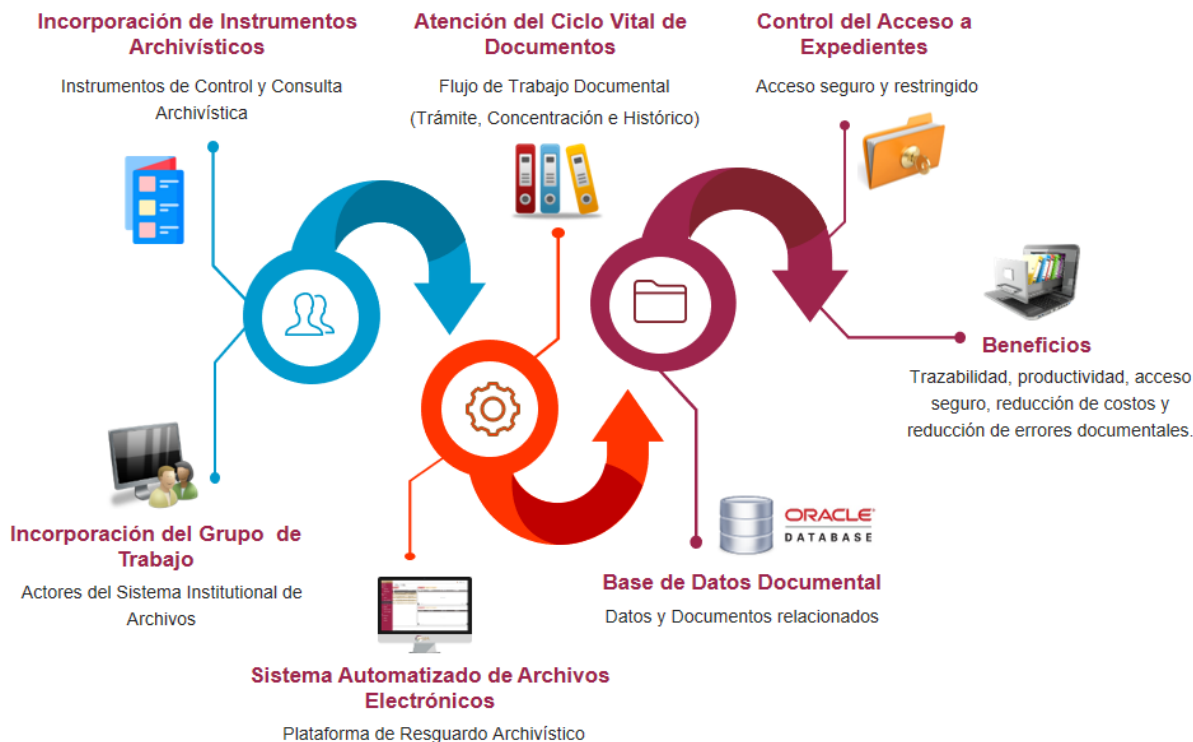 Incorporación de Instrumentos
Archivísticos
Instrumentos de Control y Consulta
Archivística
Atención del Ciclo Vital de
Documentos
Flujo de Trabajo Documental
(Trámite, Concentración e Histórico)
Control del Acceso a
Expedientes
Acceso seguro y restringido
Beneficios
Trazabilidad, productividad, acceso
seguro, reducción de costos y
reducción de errores documentales.
Incorporación del Grupo de
Trabajo
Actores del Sistema Institutional de
Archivos
ORACLE
DATABASE
Base de Datos Documental
Datos y Documentos relacionados
Sistema Automatizado de Archivos
Electrónicos
Plataforma de Resguardo Archivístico